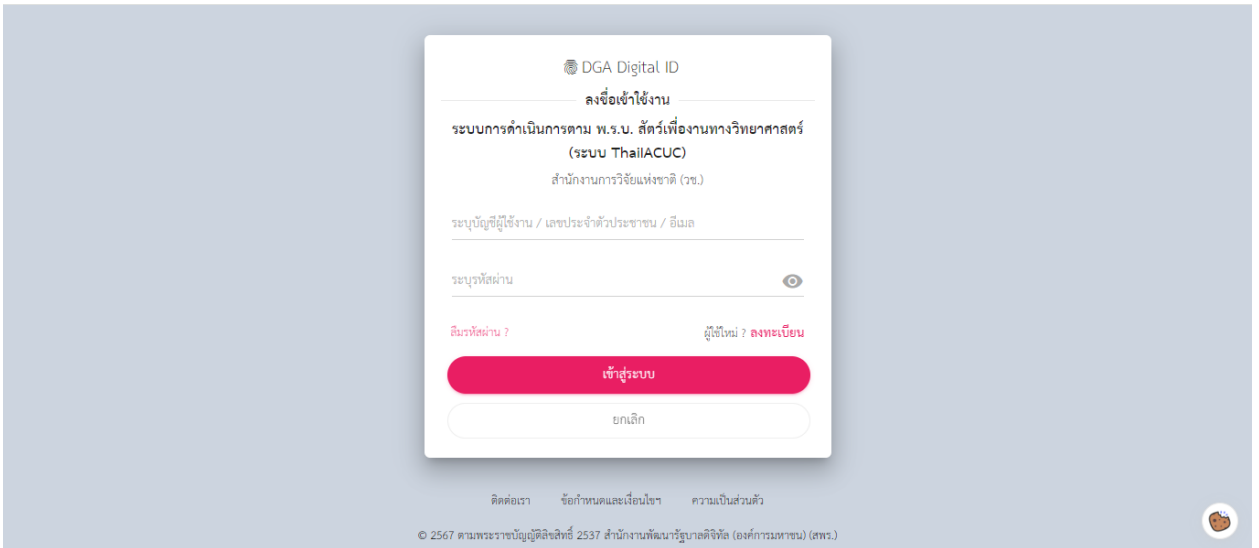 DGA Digital ID
ลงชื่อเข้าใช้งาน
ระบบการดำเนินการตาม พ.ร.บ. สัตว์เพื่องานทางวิทยาศาสตร์
(ระบบ ThaiIACUC)
สำนักงานการวิจัยแห่งชาติ (วช.)
ระบุบัญชีผู้ใช้งาน / เลขประจำตัวประชาชน / อีเมล
ระบุรหัสผ่าน
ลืมรหัสผ่าน ? ผู้ใช้ใหม่ ? ลงทะเบียน
เข้าสู่ระบบ
ยกเลิก
ติดต่อเรา ข้อกำหนดและเงื่อนไขฯ ความเป็นส่วนตัว
© 2567 ตามพระราชบัญญัติลิขสิทธิ์ 2537 สำนักงานพัฒนารัฐบาลดิจิทัล (องค์การมหาชน) (สพร.)